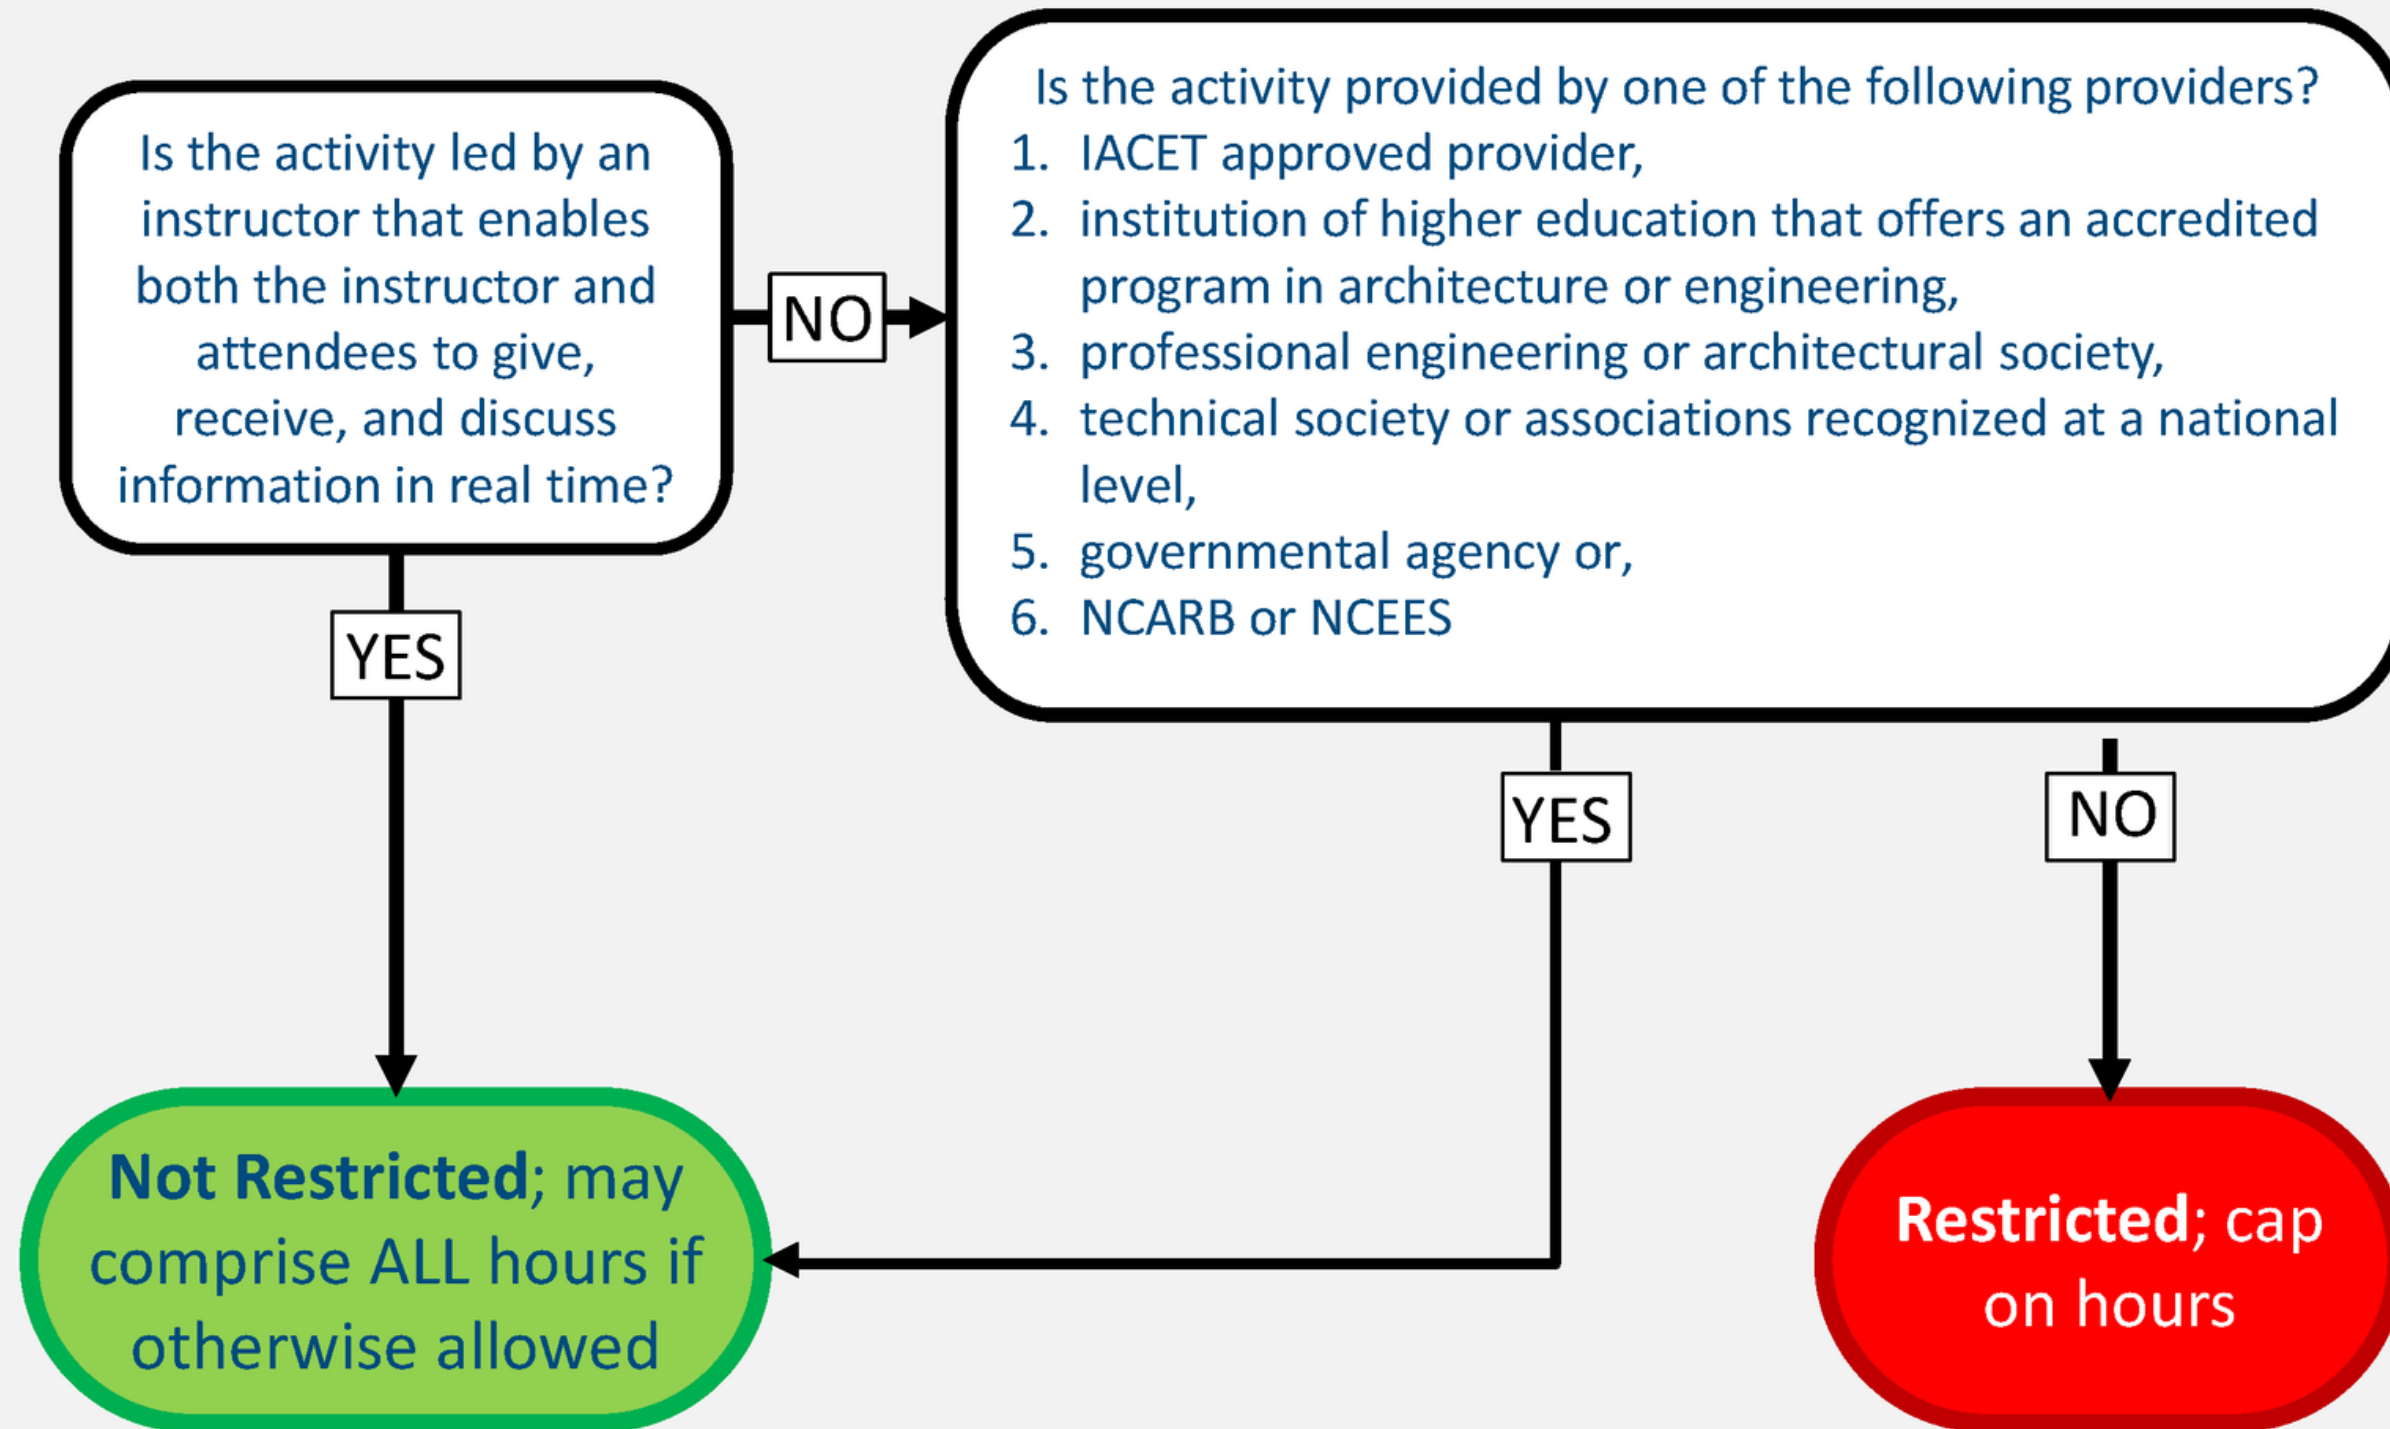 Is the activity led by an
instructor that enables
both the instructor and
attendees to give,
receive, and discuss
information in real time?
NO
Is the activity provided by one of the following providers?
1. IACET approved provider,
2. institution of higher education that offers an accredited
program in architecture or engineering,
3. professional engineering or architectural society,
4. technical society or associations recognized at a national
level,
5. governmental agency or,
6. NCARB or NCEES
YES
YES
NO
Not Restricted; may
comprise ALL hours if
otherwise allowed
Restricted; cap
on hours